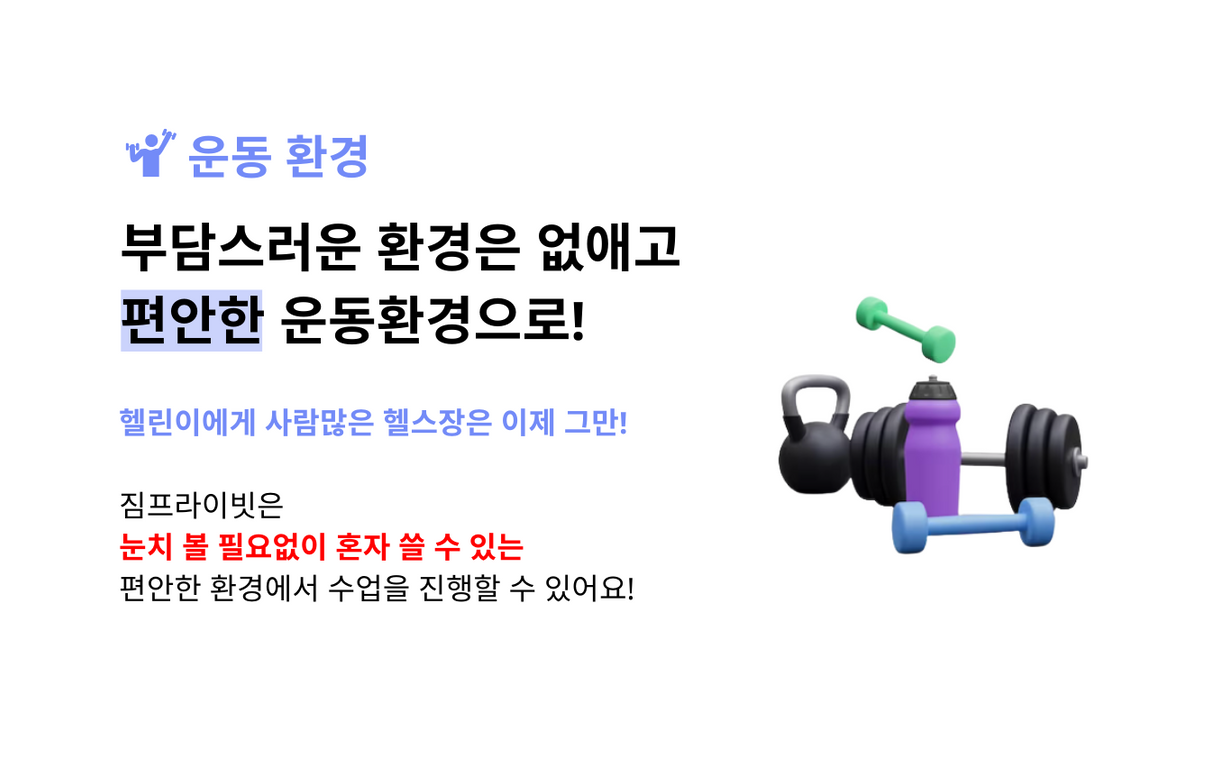 운동 환경
부담스러운 환경은 없애고
편안한 운동환경으로!
헬린이에게 사람많은 헬스장은 이제 그만!
짐프라이빗은
눈치 볼 필요없이 혼자 쓸 수 있는
편안한 환경에서 수업을 진행할 수 있어요!